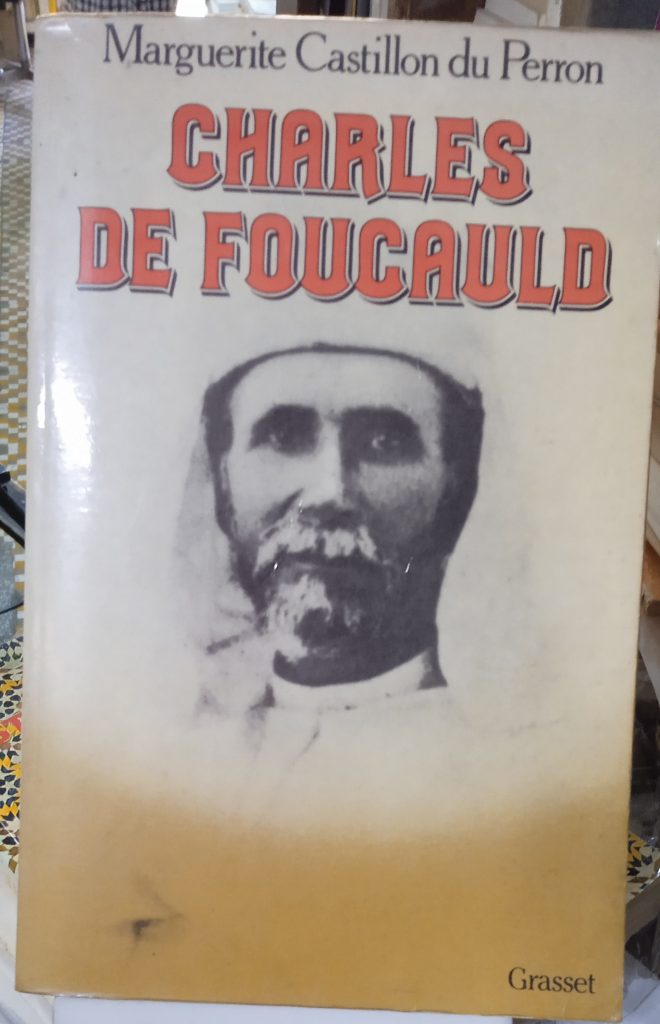 Marguerite Castillon du Perron
CHARLES
DE FOUCAULD
Grasset